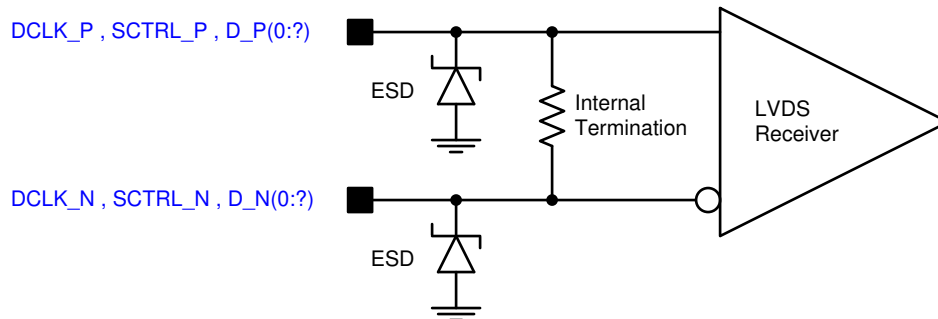 DCLK_P , SCTRL_P , D_P(0:?)
ESD
Internal
Termination
LVDS
Receiver
DCLK_N , SCTRL_N , D_N(0:?)
ESD